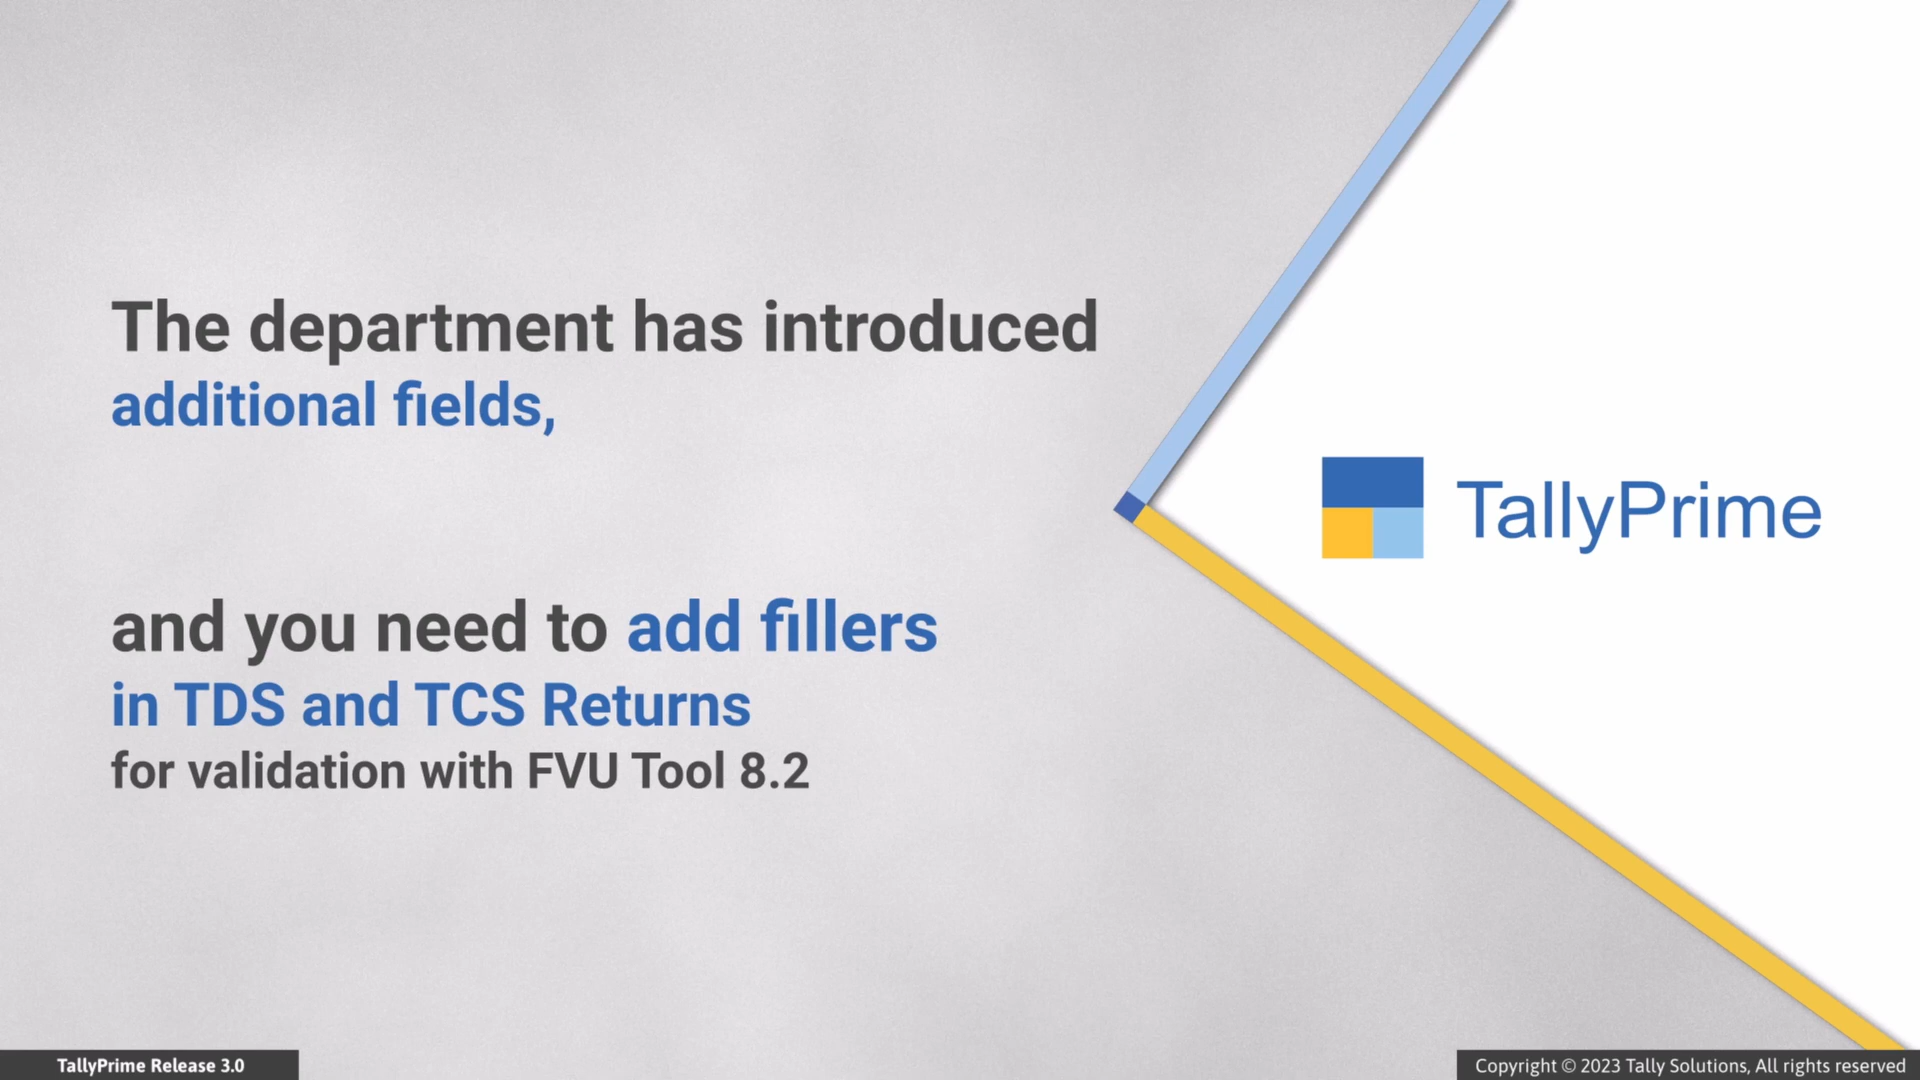 The department has introduced
additional fields,
and you need to add fillers
in TDS and TCS Returns
for validation with FVU Tool 8.2
TallyPrime
TallyPrime Release 3.0
Copyright © 2023 Tally Solutions, All rights reserved